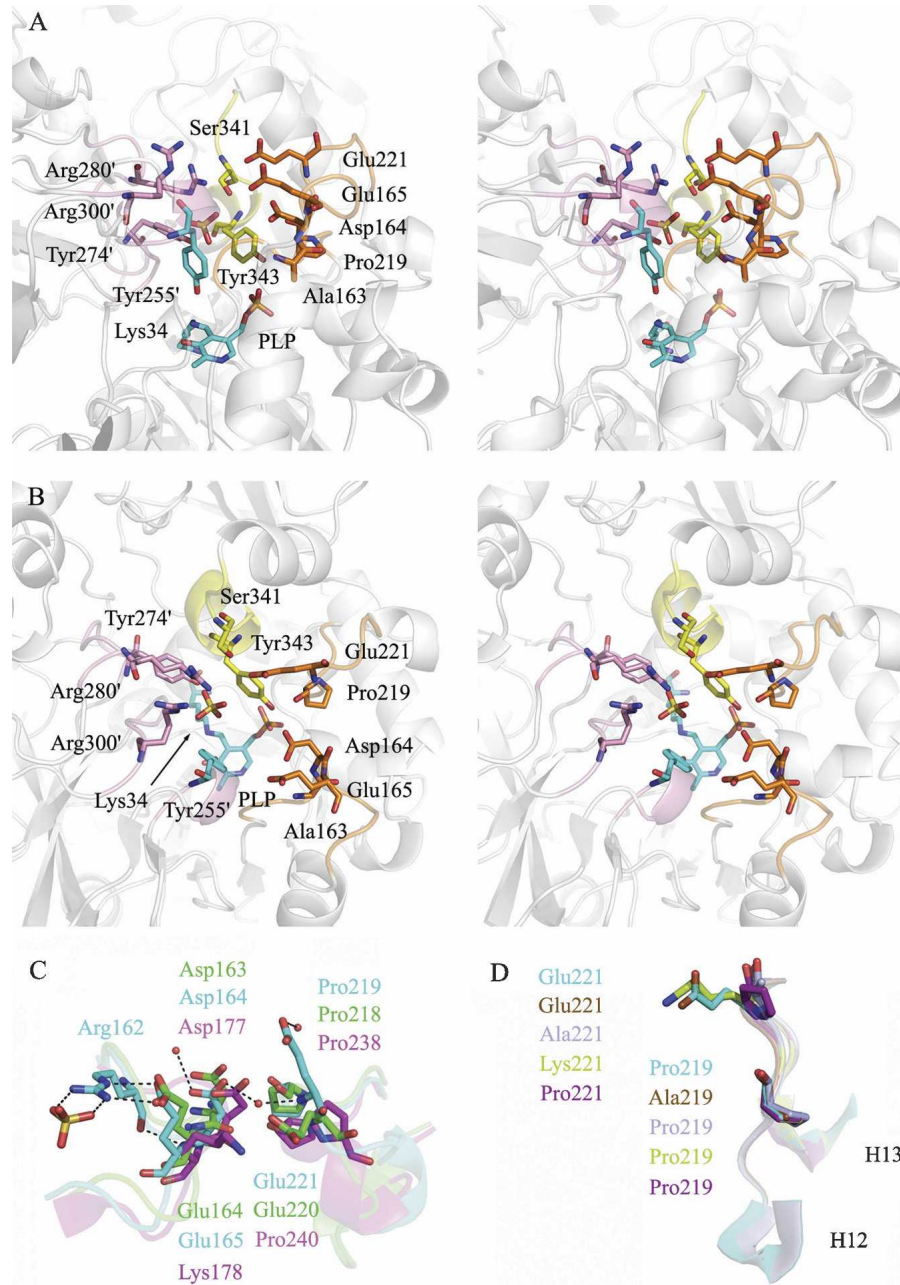 A
Ser341
Arg280'
Glu221
Glu165
Arg300'
Asp164
Tyr274'
Tyr343
Pro219
Tyr255'
Ala163
Lys34
PLP
B
Ser341
Tyr274'
Tyr343
Glu221
Arg280'
Pro219
Arg300'
Asp164
Lys34
Tyr255'
PLP
Glu165
Ala163
C
Asp163
Asp164
Asp177
Arg162
Pro219
Pro218
Pro238
Glu221
Glu164
Glu220
Glu165
Pro240
Lys178
D
Glu221
Glu221
Ala221
Lys221
Pro221
Pro219
Ala219
Pro219
Pro219
Pro219
H13
H12